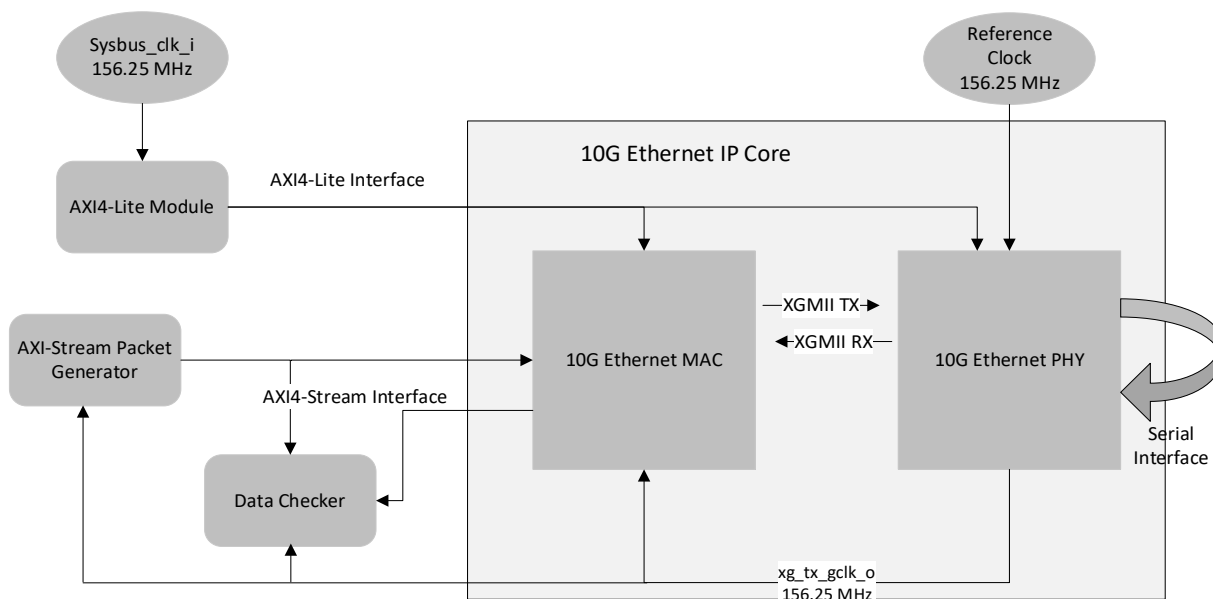 Sysbus_clk_i
156.25 MHz
Reference
Clock
156.25 MHz
10G Ethernet IP Core
AXI4-Lite Interface
AXI4-Lite Module
XGMII TX
XGMII RX
AXI-Stream Packet
Generator
10G Ethernet MAC
10G Ethernet PHY
AXI4-Stream Interface
Serial
Interface
Data Checker
xg_tx_gclk_o
156.25 MHz